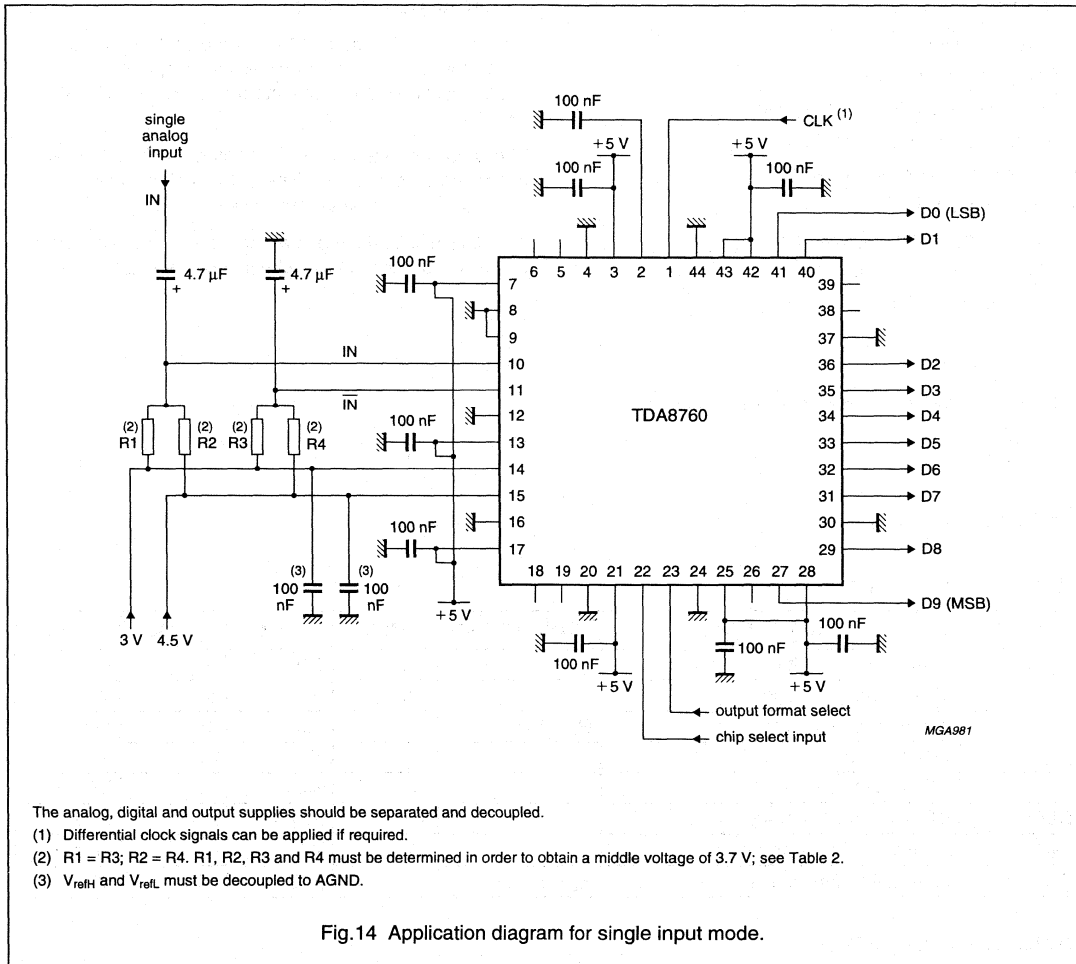 single
analog
input
IN
100 nF
CLK (1)
+5 V
+5 V
100 nF
100 nF
D0 (LSB)
D1
4.7 μF
+
4.7 μF
+
100 nF
6 5 4 3 2 1 44 43 42 41 40
7
8
9
10
11
12
13
14
15
16
17
IN
I̅N̅
100 nF
100 nF
TDA8760
39
38
37
36
35
34
33
32
31
30
29
D2
D3
D4
D5
D6
D7
D8
(2)
R1
(2)
R2
(2)
R3
(2)
R4
(3)
100
nF
(3)
100
nF
3 V
4.5 V
+5 V
18 19 20 21 22 23 24 25 26 27 28
D9 (MSB)
100 nF
100 nF
100 nF
+5 V
+5 V
output format select
chip select input
MGA981
The analog, digital and output supplies should be separated and decoupled.
(1) Differential clock signals can be applied if required.
(2) R1 = R3; R2 = R4. R1, R2, R3 and R4 must be determined in order to obtain a middle voltage of 3.7 V; see Table 2.
(3) VrefH and VrefL must be decoupled to AGND.
Fig.14 Application diagram for single input mode.